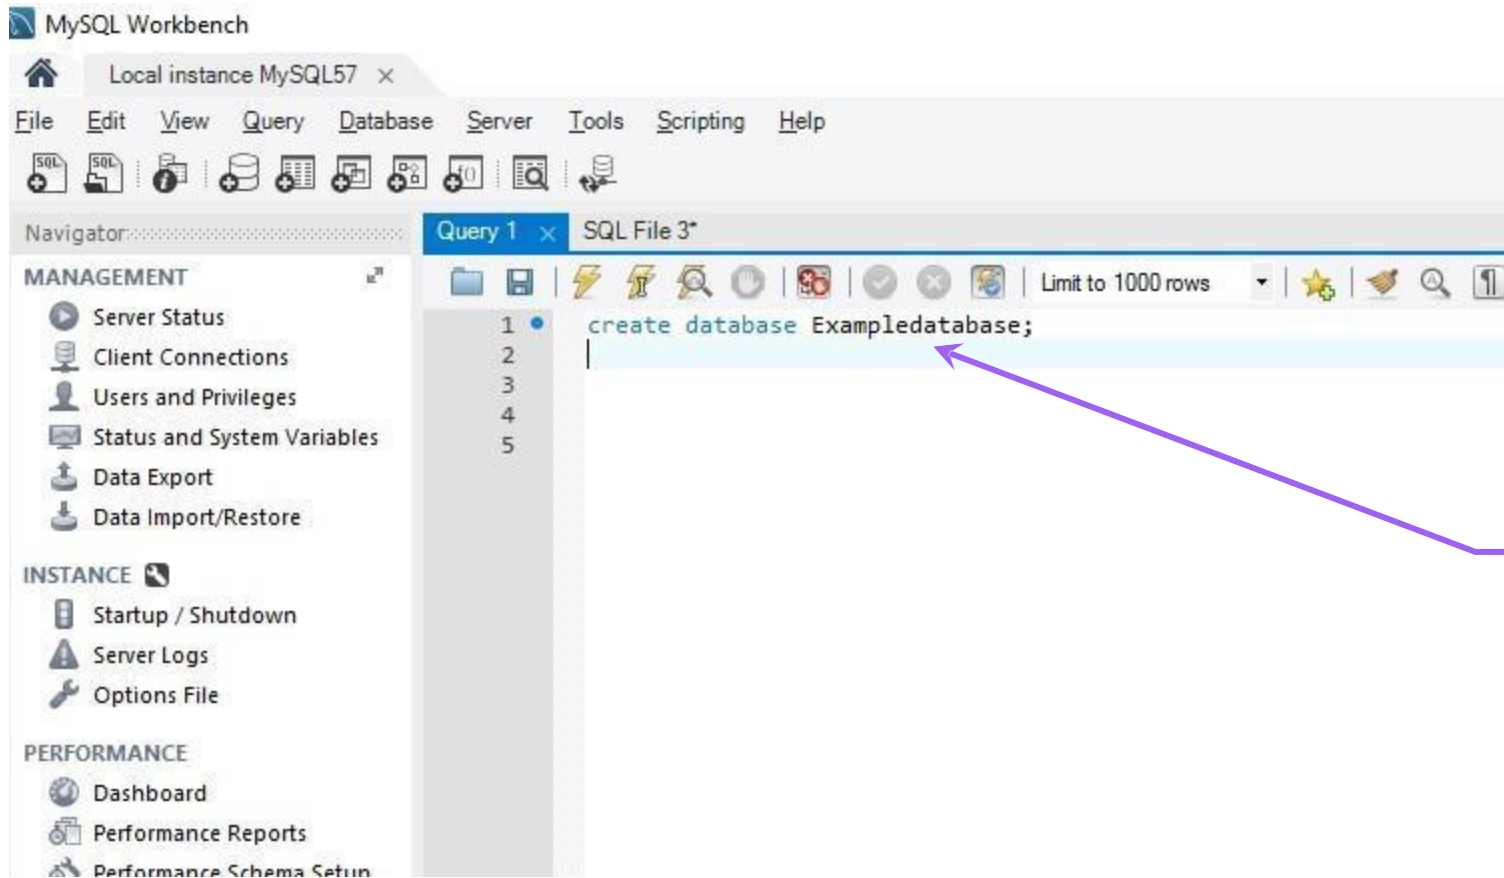 MySQL Workbench
Local instance MySQL57 ×
File Edit View Query Database Server Tools Scripting Help
SQL SQL f()
Navigator
Query 1 × SQL File 3*
MANAGEMENT
Limit to 1000 rows
Server Status
Client Connections
Users and Privileges
Status and System Variables
Data Export
Data Import/Restore
1 create database Exampledatabase;
2
3
4
5
INSTANCE
Startup / Shutdown
Server Logs
Options File
PERFORMANCE
Dashboard
Performance Reports
Performance Schema Setup